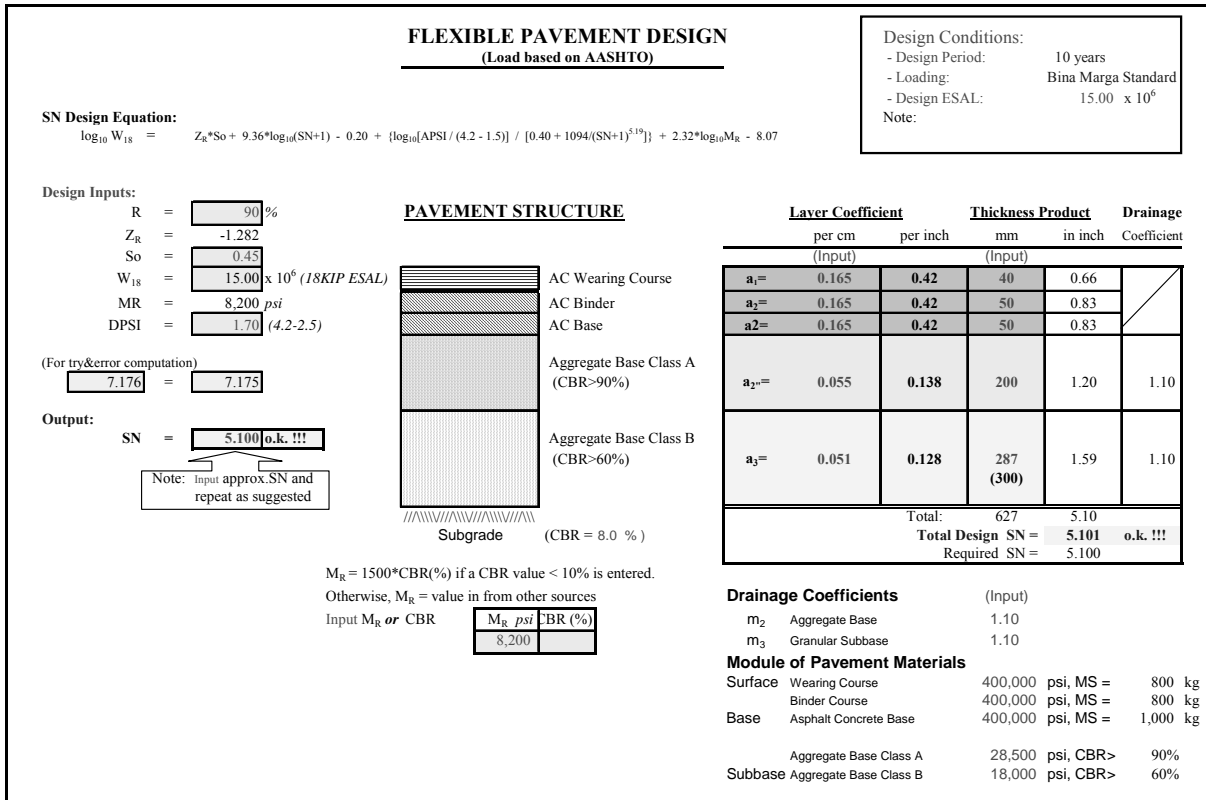 FLEXIBLE PAVEMENT DESIGN
(Load based on AASHTO)
Design Conditions:
- Design Period: 10 years
- Loading: Bina Marga Standard
- Design ESAL: 15.00 x 10⁶
Note:
SN Design Equation:
log₁₀ W₁₈ = Z_R*So + 9.36*log₁₀(SN+1) - 0.20 + {log₁₀[APSI / (4.2 - 1.5)] / [0.40 + 1094/(SN+1)^5.19]} + 2.32*log₁₀M_R - 8.07
Design Inputs:
R = 90 %
Z_R = -1.282
So = 0.45
W₁₈ = 15.00 x 10⁶ (18KIP ESAL)
MR = 8,200 psi
DPSI = 1.70 (4.2-2.5)
(For try&error computation)
7.176 = 7.175
Output:
SN = 5.100 o.k. !!!
Note: Input approx.SN and
repeat as suggested
PAVEMENT STRUCTURE
AC Wearing Course
AC Binder
AC Base
Aggregate Base Class A
(CBR>90%)
Aggregate Base Class B
(CBR>60%)
///\\\\////\\\\////\\\\////\\\\
Subgrade (CBR = 8.0 % )
M_R = 1500*CBR(%) if a CBR value < 10% is entered.
Otherwise, M_R = value in from other sources
Input M_R or CBR
M_R psi CBR (%)
8,200
Layer Coefficient Thickness Product Drainage
per cm per inch mm in inch Coefficient
(Input) (Input)
a₁= 0.165 0.42 40 0.66
a₂= 0.165 0.42 50 0.83
a2= 0.165 0.42 50 0.83
a₂"= 0.055 0.138 200 1.20 1.10
a₃= 0.051 0.128 287 1.59 1.10
(300)
Total: 627 5.10
Total Design SN = 5.101 o.k. !!!
Required SN = 5.100
Drainage Coefficients (Input)
m₂ Aggregate Base 1.10
m₃ Granular Subbase 1.10
Module of Pavement Materials
Surface Wearing Course 400,000 psi, MS = 800 kg
Binder Course 400,000 psi, MS = 800 kg
Base Asphalt Concrete Base 400,000 psi, MS = 1,000 kg
Aggregate Base Class A 28,500 psi, CBR> 90%
Subbase Aggregate Base Class B 18,000 psi, CBR> 60%